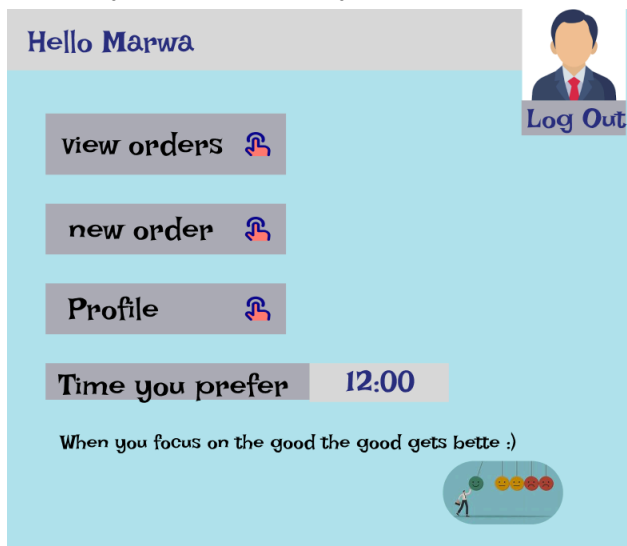 Hello Marwa
Log Out
view orders
new order
Profile
Time you prefer 12:00
When you focus on the good the good gets bette :)